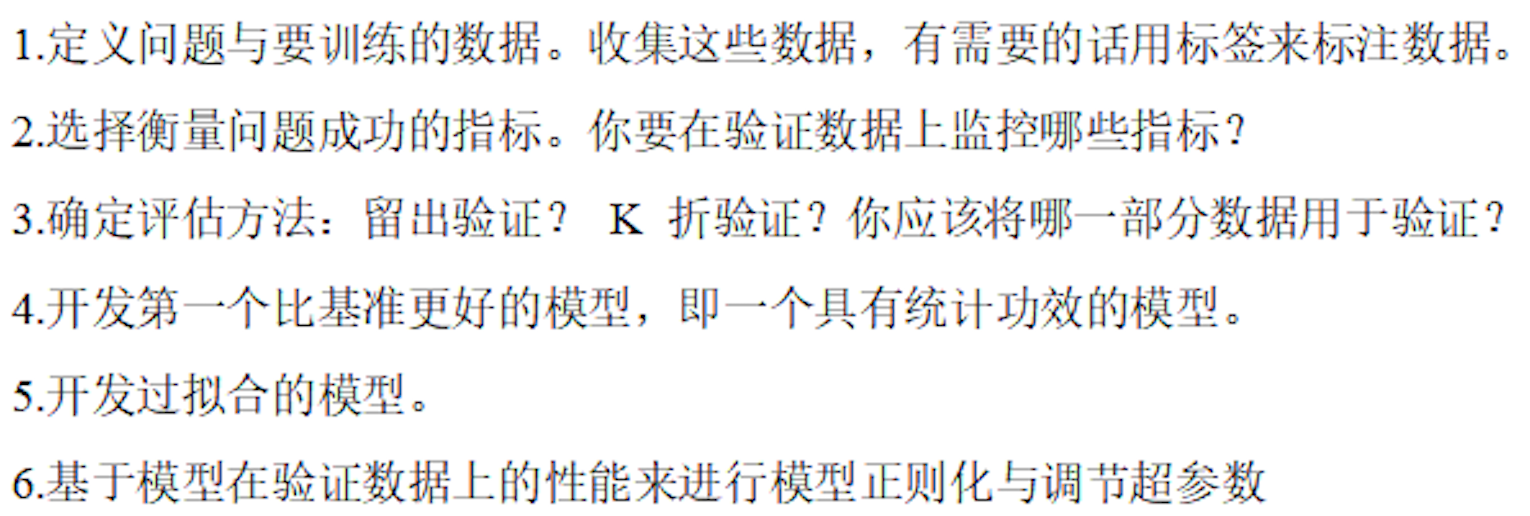 1.定义问题与要训练的数据。收集这些数据，有需要的话用标签来标注数据。
2.选择衡量问题成功的指标。你要在验证数据上监控哪些指标？
3.确定评估方法：留出验证？ K 折验证？你应该将哪一部分数据用于验证？
4.开发第一个比基准更好的模型，即一个具有统计功效的模型。
5.开发过拟合的模型。
6.基于模型在验证数据上的性能来进行模型正则化与调节超参数